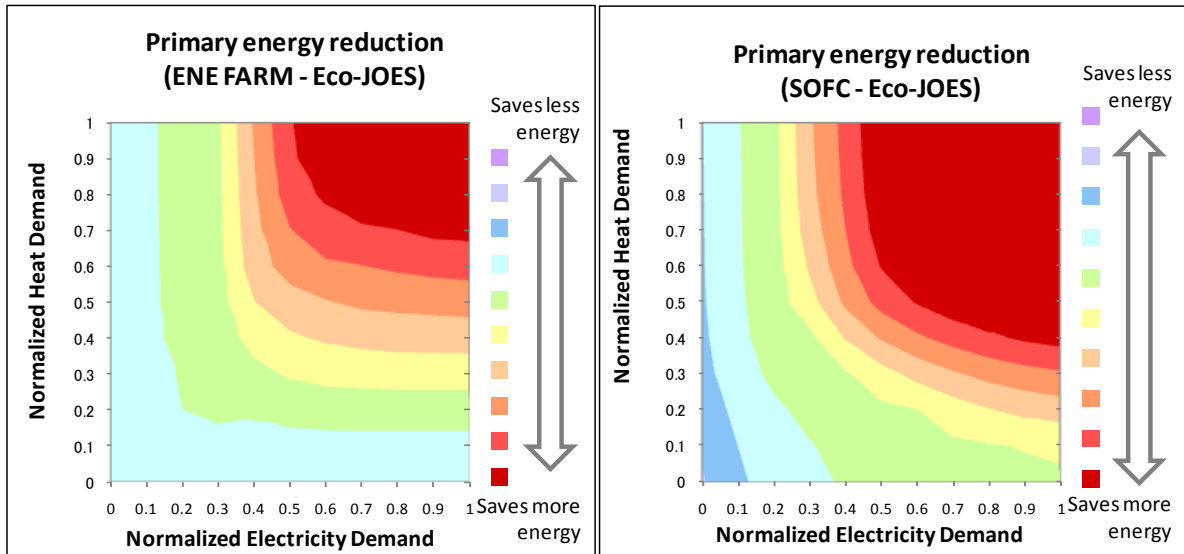 Primary energy reduction
(ENE FARM - Eco-JOES)
Saves less
energy
Normalized Heat Demand
1
0.9
0.8
0.7
0.6
0.5
0.4
0.3
0.2
0.1
0
0 0.1 0.2 0.3 0.4 0.5 0.6 0.7 0.8 0.9 1
Normalized Electricity Demand
Saves more
energy
Primary energy reduction
(SOFC - Eco-JOES)
Saves less
energy
Normalized Heat Demand
1
0.9
0.8
0.7
0.6
0.5
0.4
0.3
0.2
0.1
0
0 0.1 0.2 0.3 0.4 0.5 0.6 0.7 0.8 0.9 1
Normalized Electricity Demand
Saves more
energy